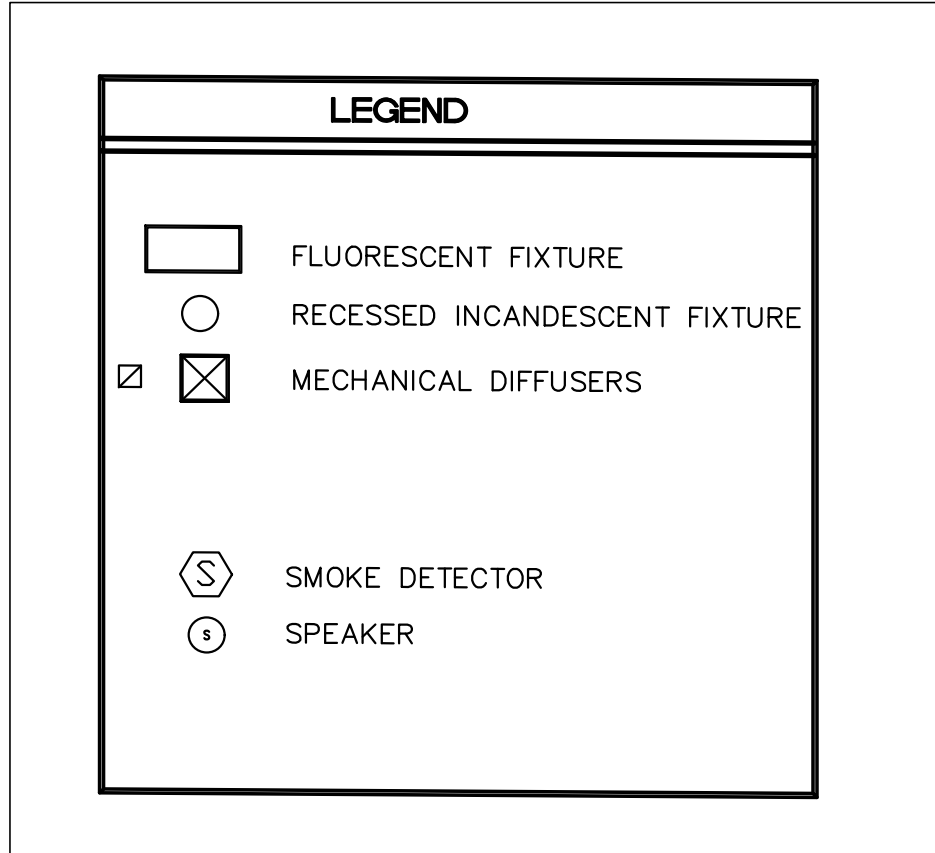 LEGEND
FLUORESCENT FIXTURE
RECESSED INCANDESCENT FIXTURE
MECHANICAL DIFFUSERS
S SMOKE DETECTOR
S SPEAKER